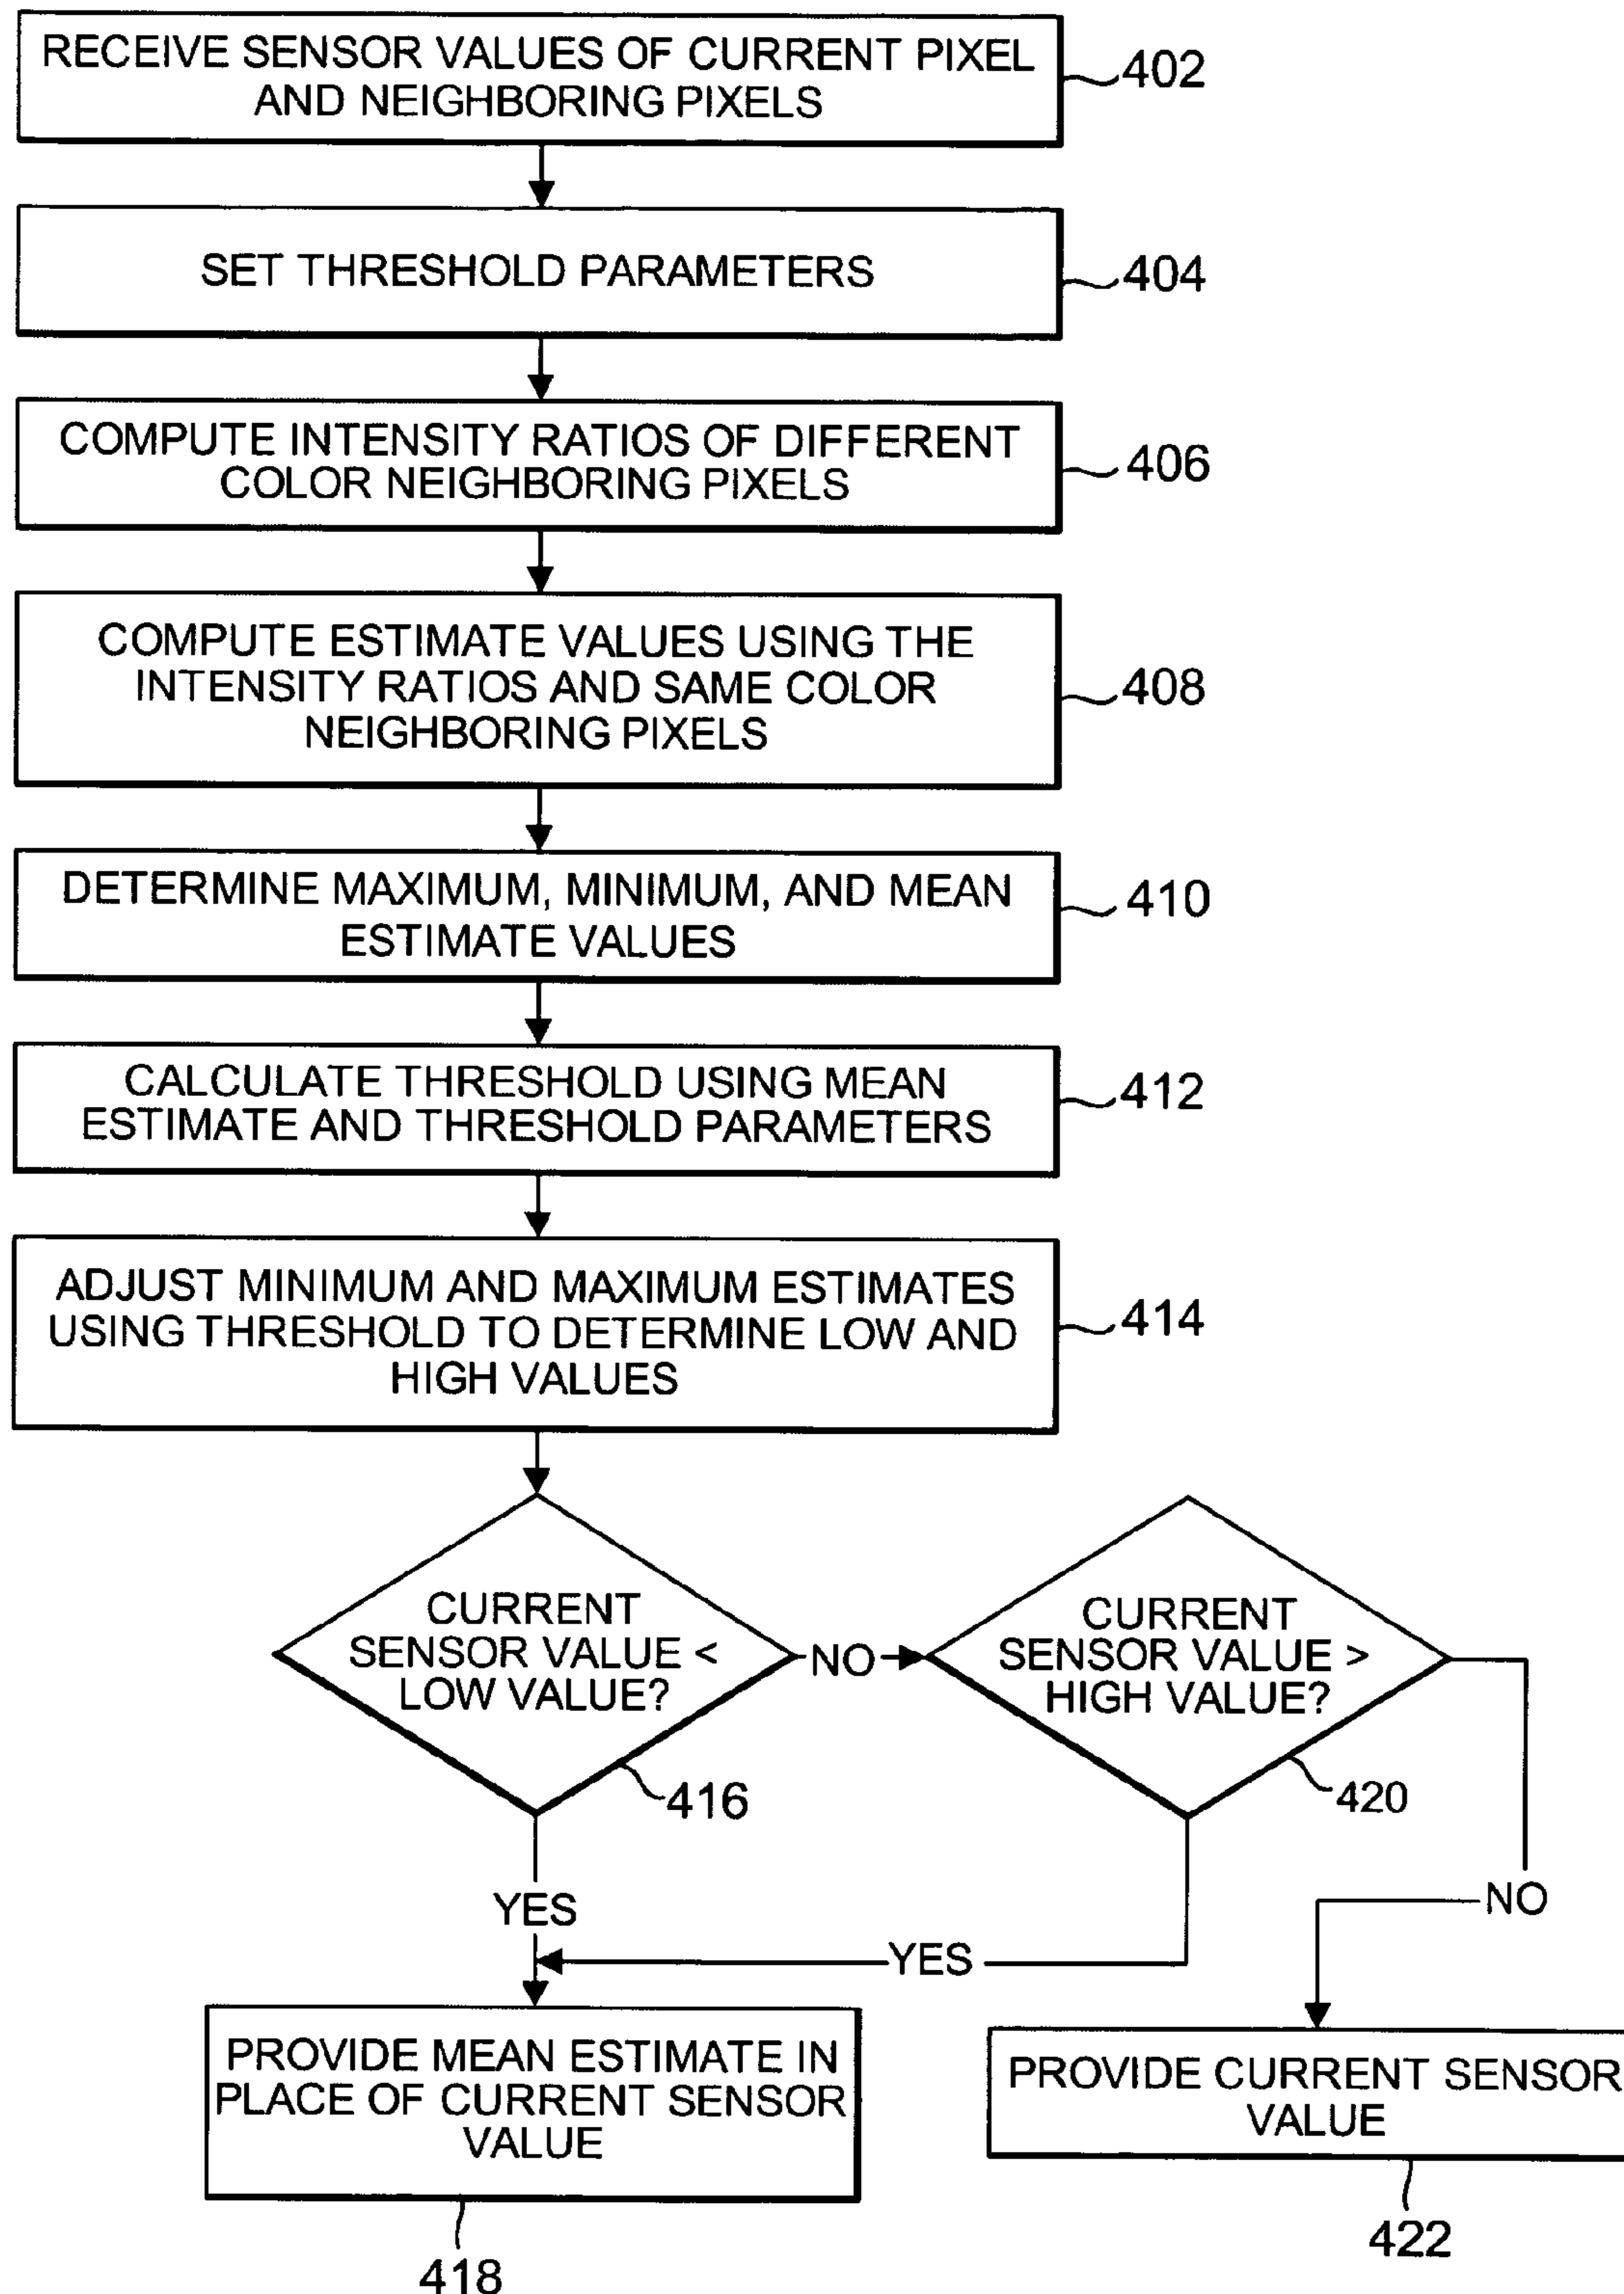 RECEIVE SENSOR VALUES OF CURRENT PIXEL
AND NEIGHBORING PIXELS
402
SET THRESHOLD PARAMETERS
404
COMPUTE INTENSITY RATIOS OF DIFFERENT
COLOR NEIGHBORING PIXELS
406
COMPUTE ESTIMATE VALUES USING THE
INTENSITY RATIOS AND SAME COLOR
NEIGHBORING PIXELS
408
DETERMINE MAXIMUM, MINIMUM, AND MEAN
ESTIMATE VALUES
410
CALCULATE THRESHOLD USING MEAN
ESTIMATE AND THRESHOLD PARAMETERS
412
ADJUST MINIMUM AND MAXIMUM ESTIMATES
USING THRESHOLD TO DETERMINE LOW AND
HIGH VALUES
414
CURRENT
SENSOR VALUE <
LOW VALUE?
416
NO
CURRENT
SENSOR VALUE >
HIGH VALUE?
420
YES
YES
NO
PROVIDE MEAN ESTIMATE IN
PLACE OF CURRENT SENSOR
VALUE
418
PROVIDE CURRENT SENSOR
VALUE
422